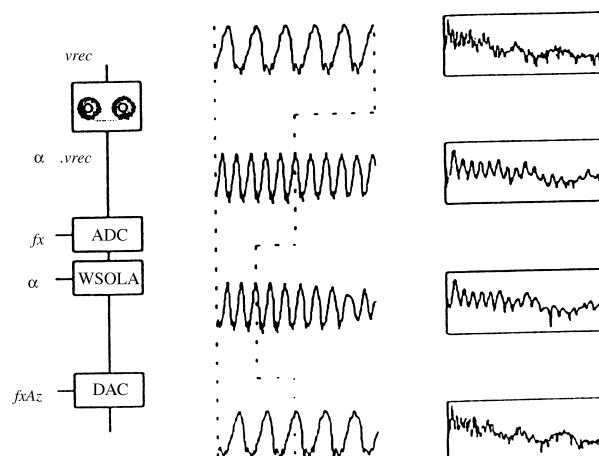 vrec
α .vrec
fx
ADC
α
WSOLA
fxAz
DAC